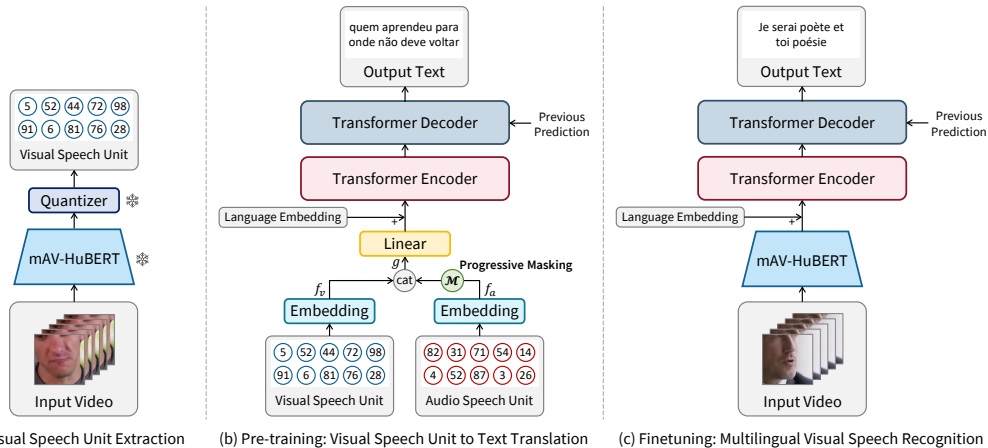 5 52 44 72 98
91 6 81 76 28
Visual Speech Unit
Quantizer
mAV-HuBERT
Input Video
sual Speech Unit Extraction
quem aprendeu para
onde não deve voltar
Output Text
Transformer Decoder
Previous
Prediction
Transformer Encoder
Language Embedding
+
Linear
g
Progressive Masking
cat
M
f_v
f_a
Embedding
Embedding
5 52 44 72 98
91 6 81 76 28
Visual Speech Unit
82 31 71 54 14
4 52 87 3 26
Audio Speech Unit
(b) Pre-training: Visual Speech Unit to Text Translation
Je serai poète et
toi poésie
Output Text
Transformer Decoder
Previous
Prediction
Transformer Encoder
Language Embedding
+
mAV-HuBERT
Input Video
(c) Finetuning: Multilingual Visual Speech Recognition